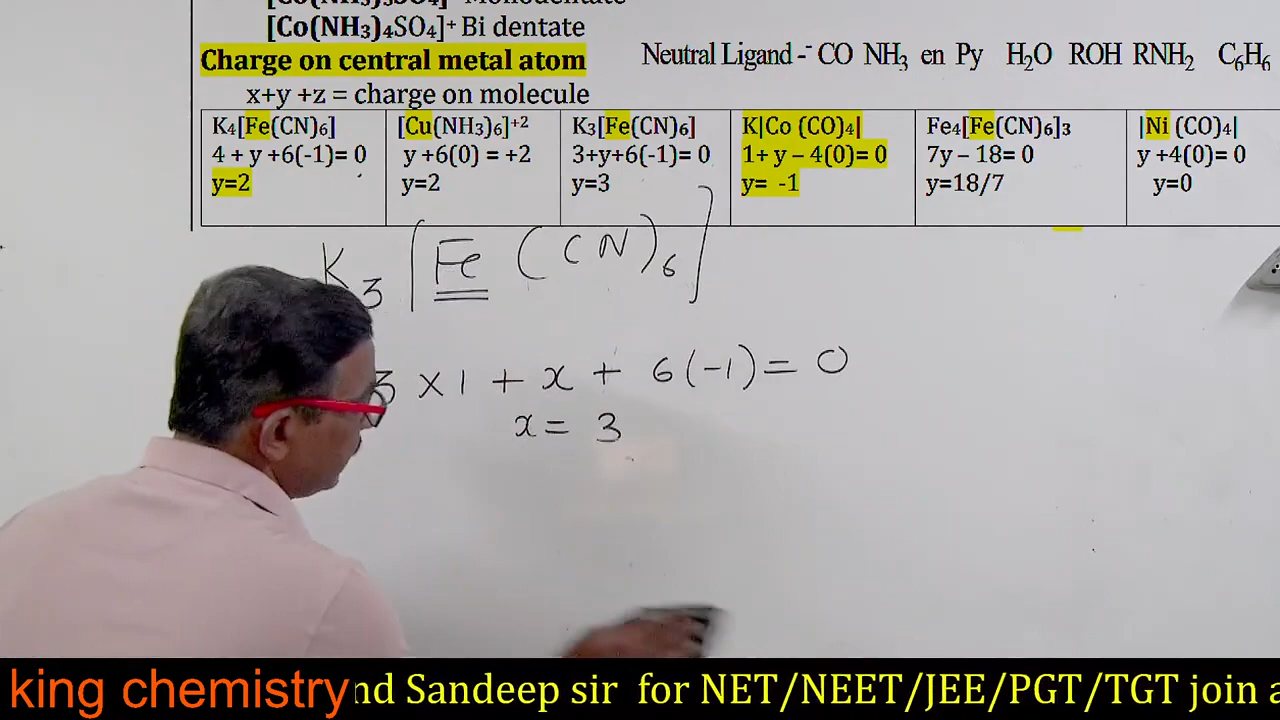 [Co(NH₃)₅SO₄]⁺ Monodentate
[Co(NH₃)₄SO₄]⁺ Bi dentate
Charge on central metal atom
Neutral Ligand -⁻ CO NH₃ en Py H₂O ROH RNH₂ C₆H₆
x+y +z = charge on molecule
K₄[Fe(CN)₆]
4 + y +6(-1)= 0
y=2
[Cu(NH₃)₆]⁺²
y +6(0) = +2
y=2
K₃[Fe(CN)₆]
3+y+6(-1)= 0
y=3
K|Co (CO)₄|
1+ y – 4(0)= 0
y= -1
Fe₄[Fe(CN)₆]₃
7y – 18= 0
y=18/7
|Ni (CO)₄|
y +4(0)= 0
y=0
K₃[Fe(CN)₆]
3 × 1 + x + 6(-1) = 0
x = 3
king chemistry
nd Sandeep sir for NET/NEET/JEE/PGT/TGT join a